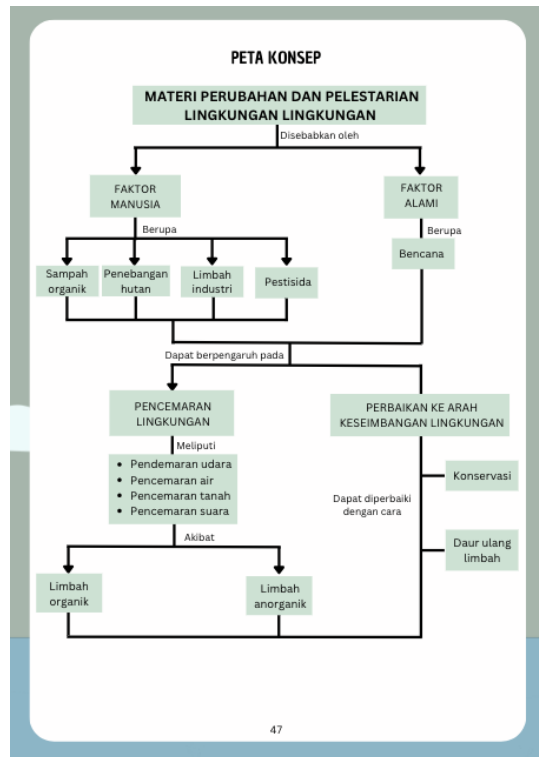 PETA KONSEP
MATERI PERUBAHAN DAN PELESTARIAN
LINGKUNGAN LINGKUNGAN
Disebabkan oleh
FAKTOR
MANUSIA
FAKTOR
ALAMI
Berupa
Berupa
Bencana
Sampah
organik
Penebangan
hutan
Limbah
industri
Pestisida
Dapat berpengaruh pada
PENCEMARAN
LINGKUNGAN
PERBAIKAN KE ARAH
KESEIMBANGAN LINGKUNGAN
Meliputi
• Pendemaran udara
• Pencemaran air
• Pencemaran tanah
• Pencemaran suara
Konservasi
Dapat diperbaiki
dengan cara
Akibat
Daur ulang
limbah
Limbah
organik
Limbah
anorganik
47